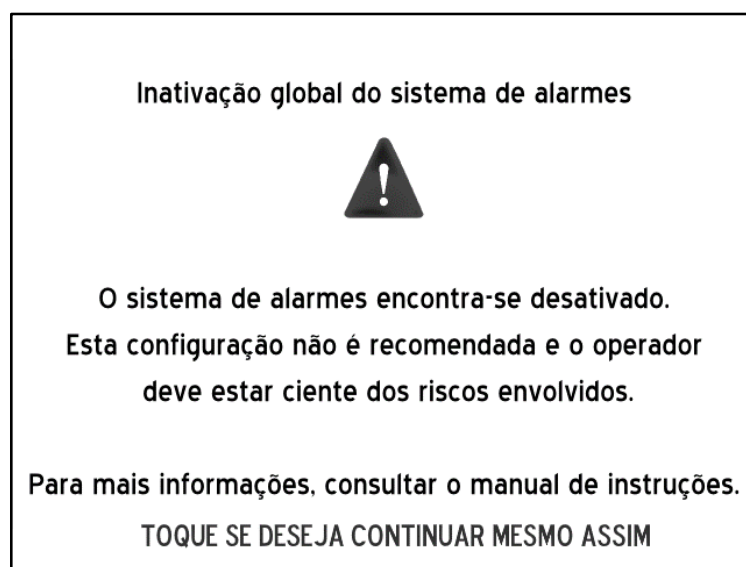 Inativação global do sistema de alarmes
O sistema de alarmes encontra-se desativado.
Esta configuração não é recomendada e o operador
deve estar ciente dos riscos envolvidos.
Para mais informações, consultar o manual de instruções.
TOQUE SE DESEJA CONTINUAR MESMO ASSIM